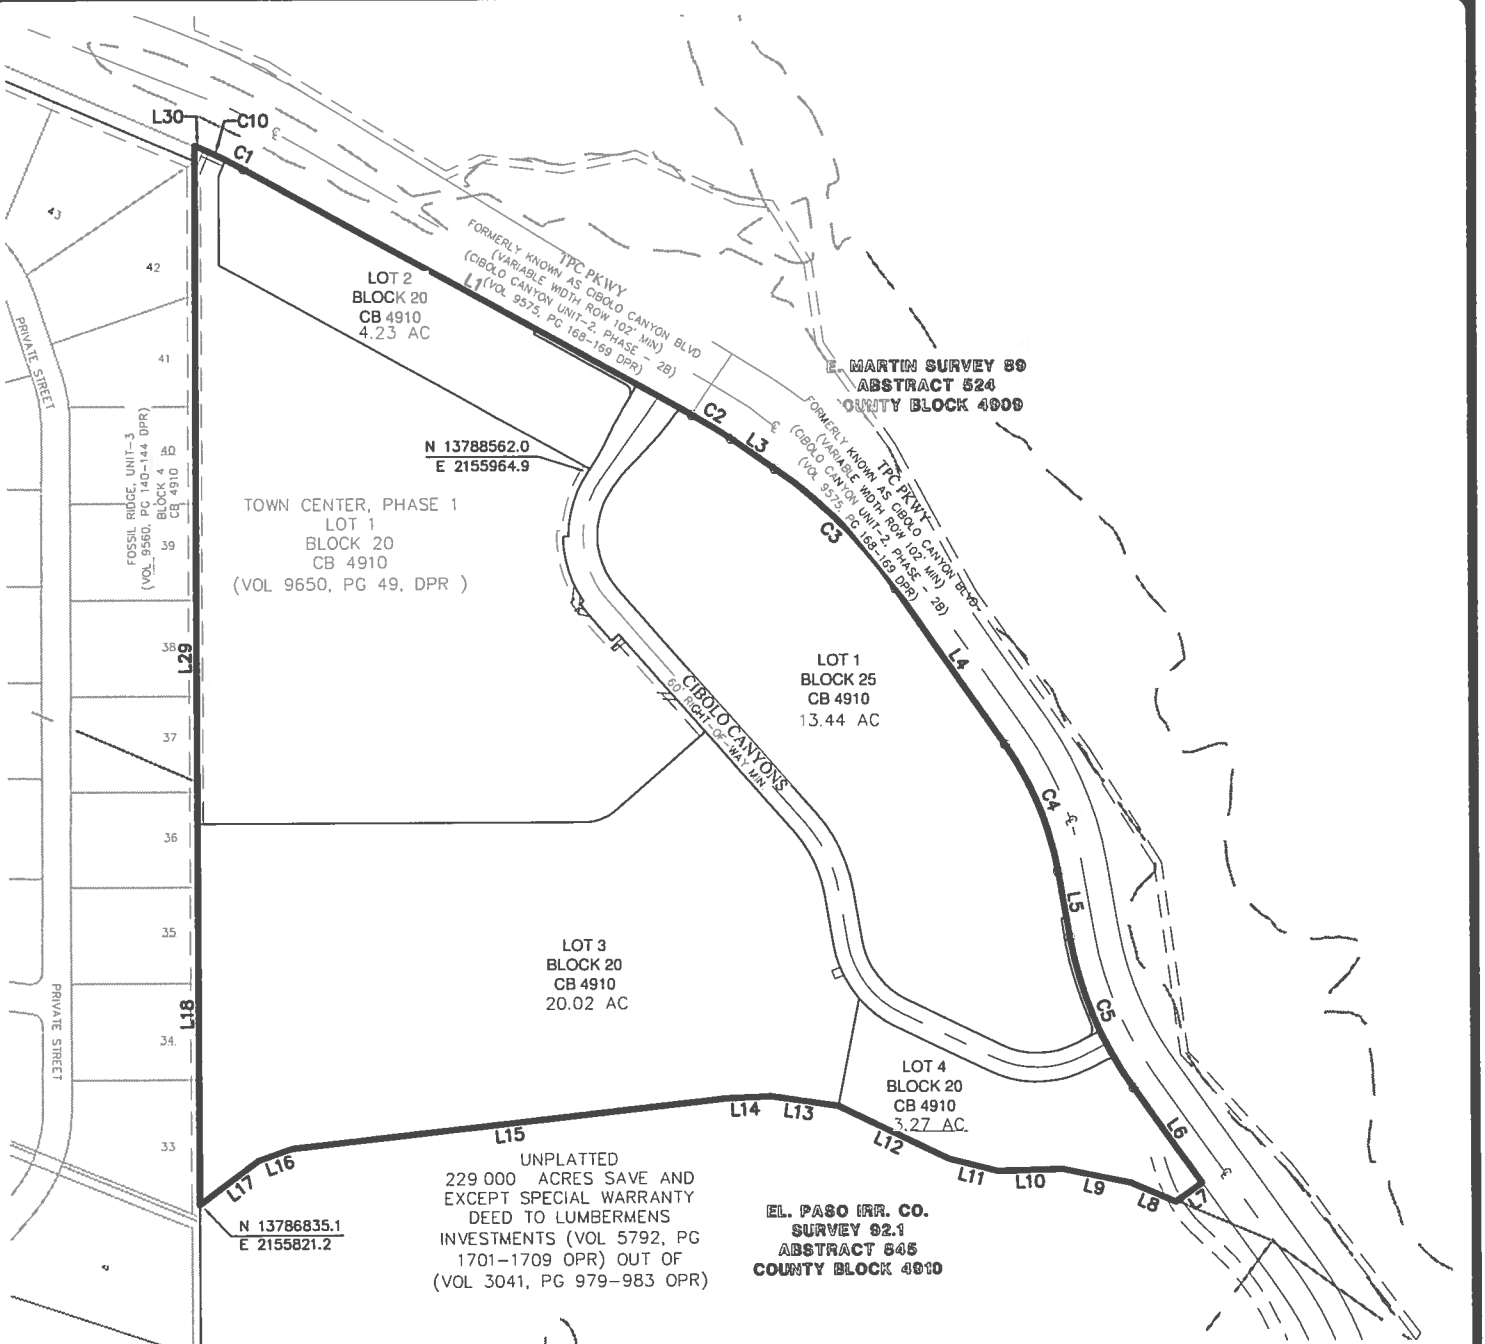 L30
C10
C1
℄
43
42
41
40
39
38
37
36
35
34
33
PRIVATE STREET
PRIVATE STREET
FOSSIL RIDGE, UNIT-3
(VOL. 9560, PG 140-144 DPR)
BLOCK 4
CB 4910
L29
L18
LOT 2
BLOCK 20
CB 4910
4.23 AC
L1
TPC PKWY
FORMERLY KNOWN AS CIBOLO CANYON BLVD
(VARIABLE WIDTH ROW 102' MIN)
(CIBOLO CANYON UNIT-2, PHASE - 2B)
(VOL 9575, PG 168-169 DPR)
E. MARTIN SURVEY 89
ABSTRACT 524
COUNTY BLOCK 4909
C2
L3
℄
N 13788562.0
E 2155964.9
TPC PKWY
FORMERLY KNOWN AS CIBOLO CANYON BLVD
(VARIABLE WIDTH ROW 102' MIN)
(CIBOLO CANYON UNIT-2, PHASE - 2B)
(VOL 9575, PG 168-169 DPR)
C3
TOWN CENTER, PHASE 1
LOT 1
BLOCK 20
CB 4910
(VOL 9650, PG 49, DPR )
LOT 1
BLOCK 25
CB 4910
13.44 AC
L4
CIBOLO CANYONS
60' RIGHT-OF-WAY MIN.
C4
℄
L5
LOT 3
BLOCK 20
CB 4910
20.02 AC
C5
LOT 4
BLOCK 20
CB 4910
3.27 AC.
L6
℄
L14
L13
L12
L15
L16
L17
L11
L10
L9
L8
L7
N 13786835.1
E 2155821.2
UNPLATTED
229 000 ACRES SAVE AND
EXCEPT SPECIAL WARRANTY
DEED TO LUMBERMENS
INVESTMENTS (VOL 5792, PG
1701-1709 OPR) OUT OF
(VOL 3041, PG 979-983 OPR)
EL. PASO IRR. CO.
SURVEY 92.1
ABSTRACT 845
COUNTY BLOCK 4910